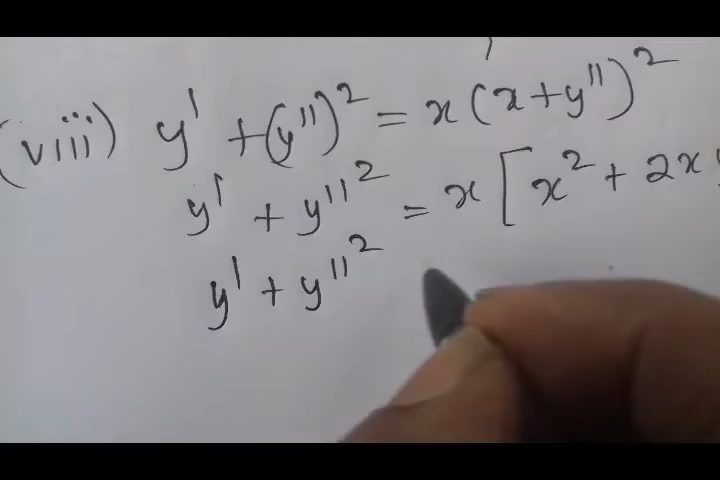 (viii) y' + (y'')² = x(x + y'')²
y' + y''² = x[x² + 2x
y' + y''²